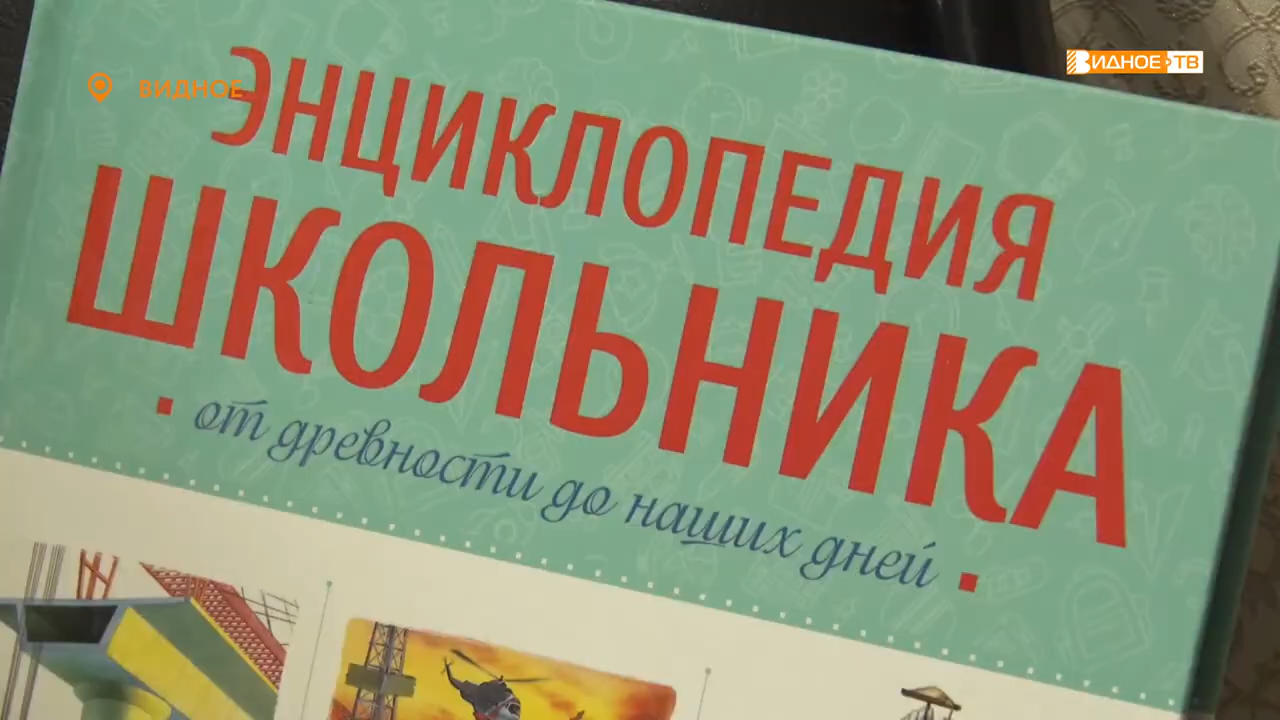 ВИДНОЕ
ВИДНОЕ ТВ
ЭНЦИКЛОПЕДИЯ
ШКОЛЬНИКА
• от древности до наших дней •